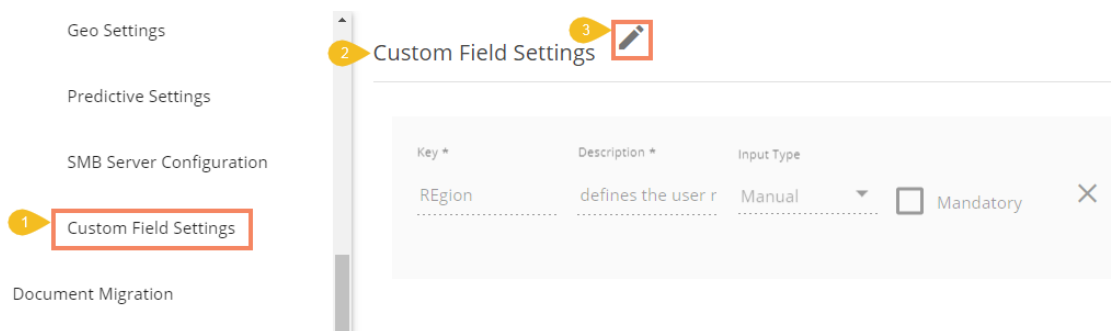 Geo Settings
Predictive Settings
SMB Server Configuration
1
Custom Field Settings
Document Migration
2
Custom Field Settings
3
Key *
Description *
Input Type
REgion
defines the user r
Manual
Mandatory